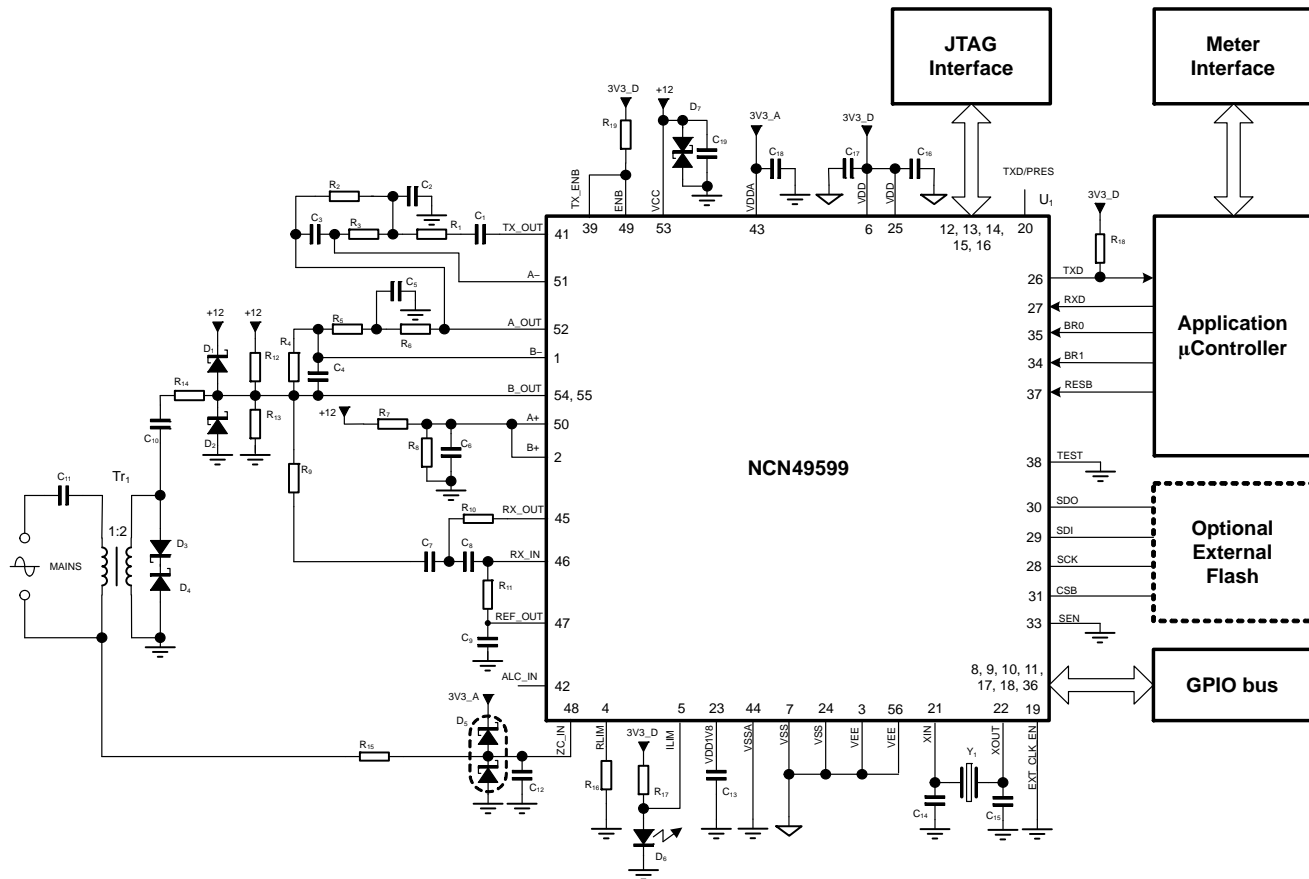 JTAG
Interface
Meter
Interface
3V3_D
+12
D7
R19
C19
3V3_A
C18
3V3_D
C17
C16
TXD/PRES
U1
TX_ENB
ENB
VCC
VDDA
VDD
VDD
39
49
53
43
6
25
12, 13, 14,
15, 16
20
3V3_D
R18
R2
C2
C3
R3
R1
C1
TX_OUT
41
A−
51
C5
R5
R6
A_OUT
52
B−
1
+12
+12
D1
R12
R4
C4
R14
B_OUT
54, 55
D2
R13
C10
+12
R7
A+
50
R8
C6
B+
2
R9
C11
Tr1
1:2
MAINS
D3
D4
R10
RX_OUT
45
C7
C8
RX_IN
46
R11
REF_OUT
47
C9
ALC_IN
42
NCN49599
26
TXD
27
RXD
35
BR0
34
BR1
37
RESB
Application
µController
38
TEST
30
SDO
29
SDI
28
SCK
31
CSB
33
SEN
Optional
External
Flash
8, 9, 10, 11,
17, 18, 36
GPIO bus
48
4
5
23
44
7
24
3
56
21
22
19
ZC_IN
RLIM
ILIM
VDD1V8
VSSA
VSS
VSS
VEE
VEE
XIN
XOUT
EXT_CLK_EN
3V3_A
D5
R15
C12
R16
3V3_D
R17
D6
C13
Y1
C14
C15